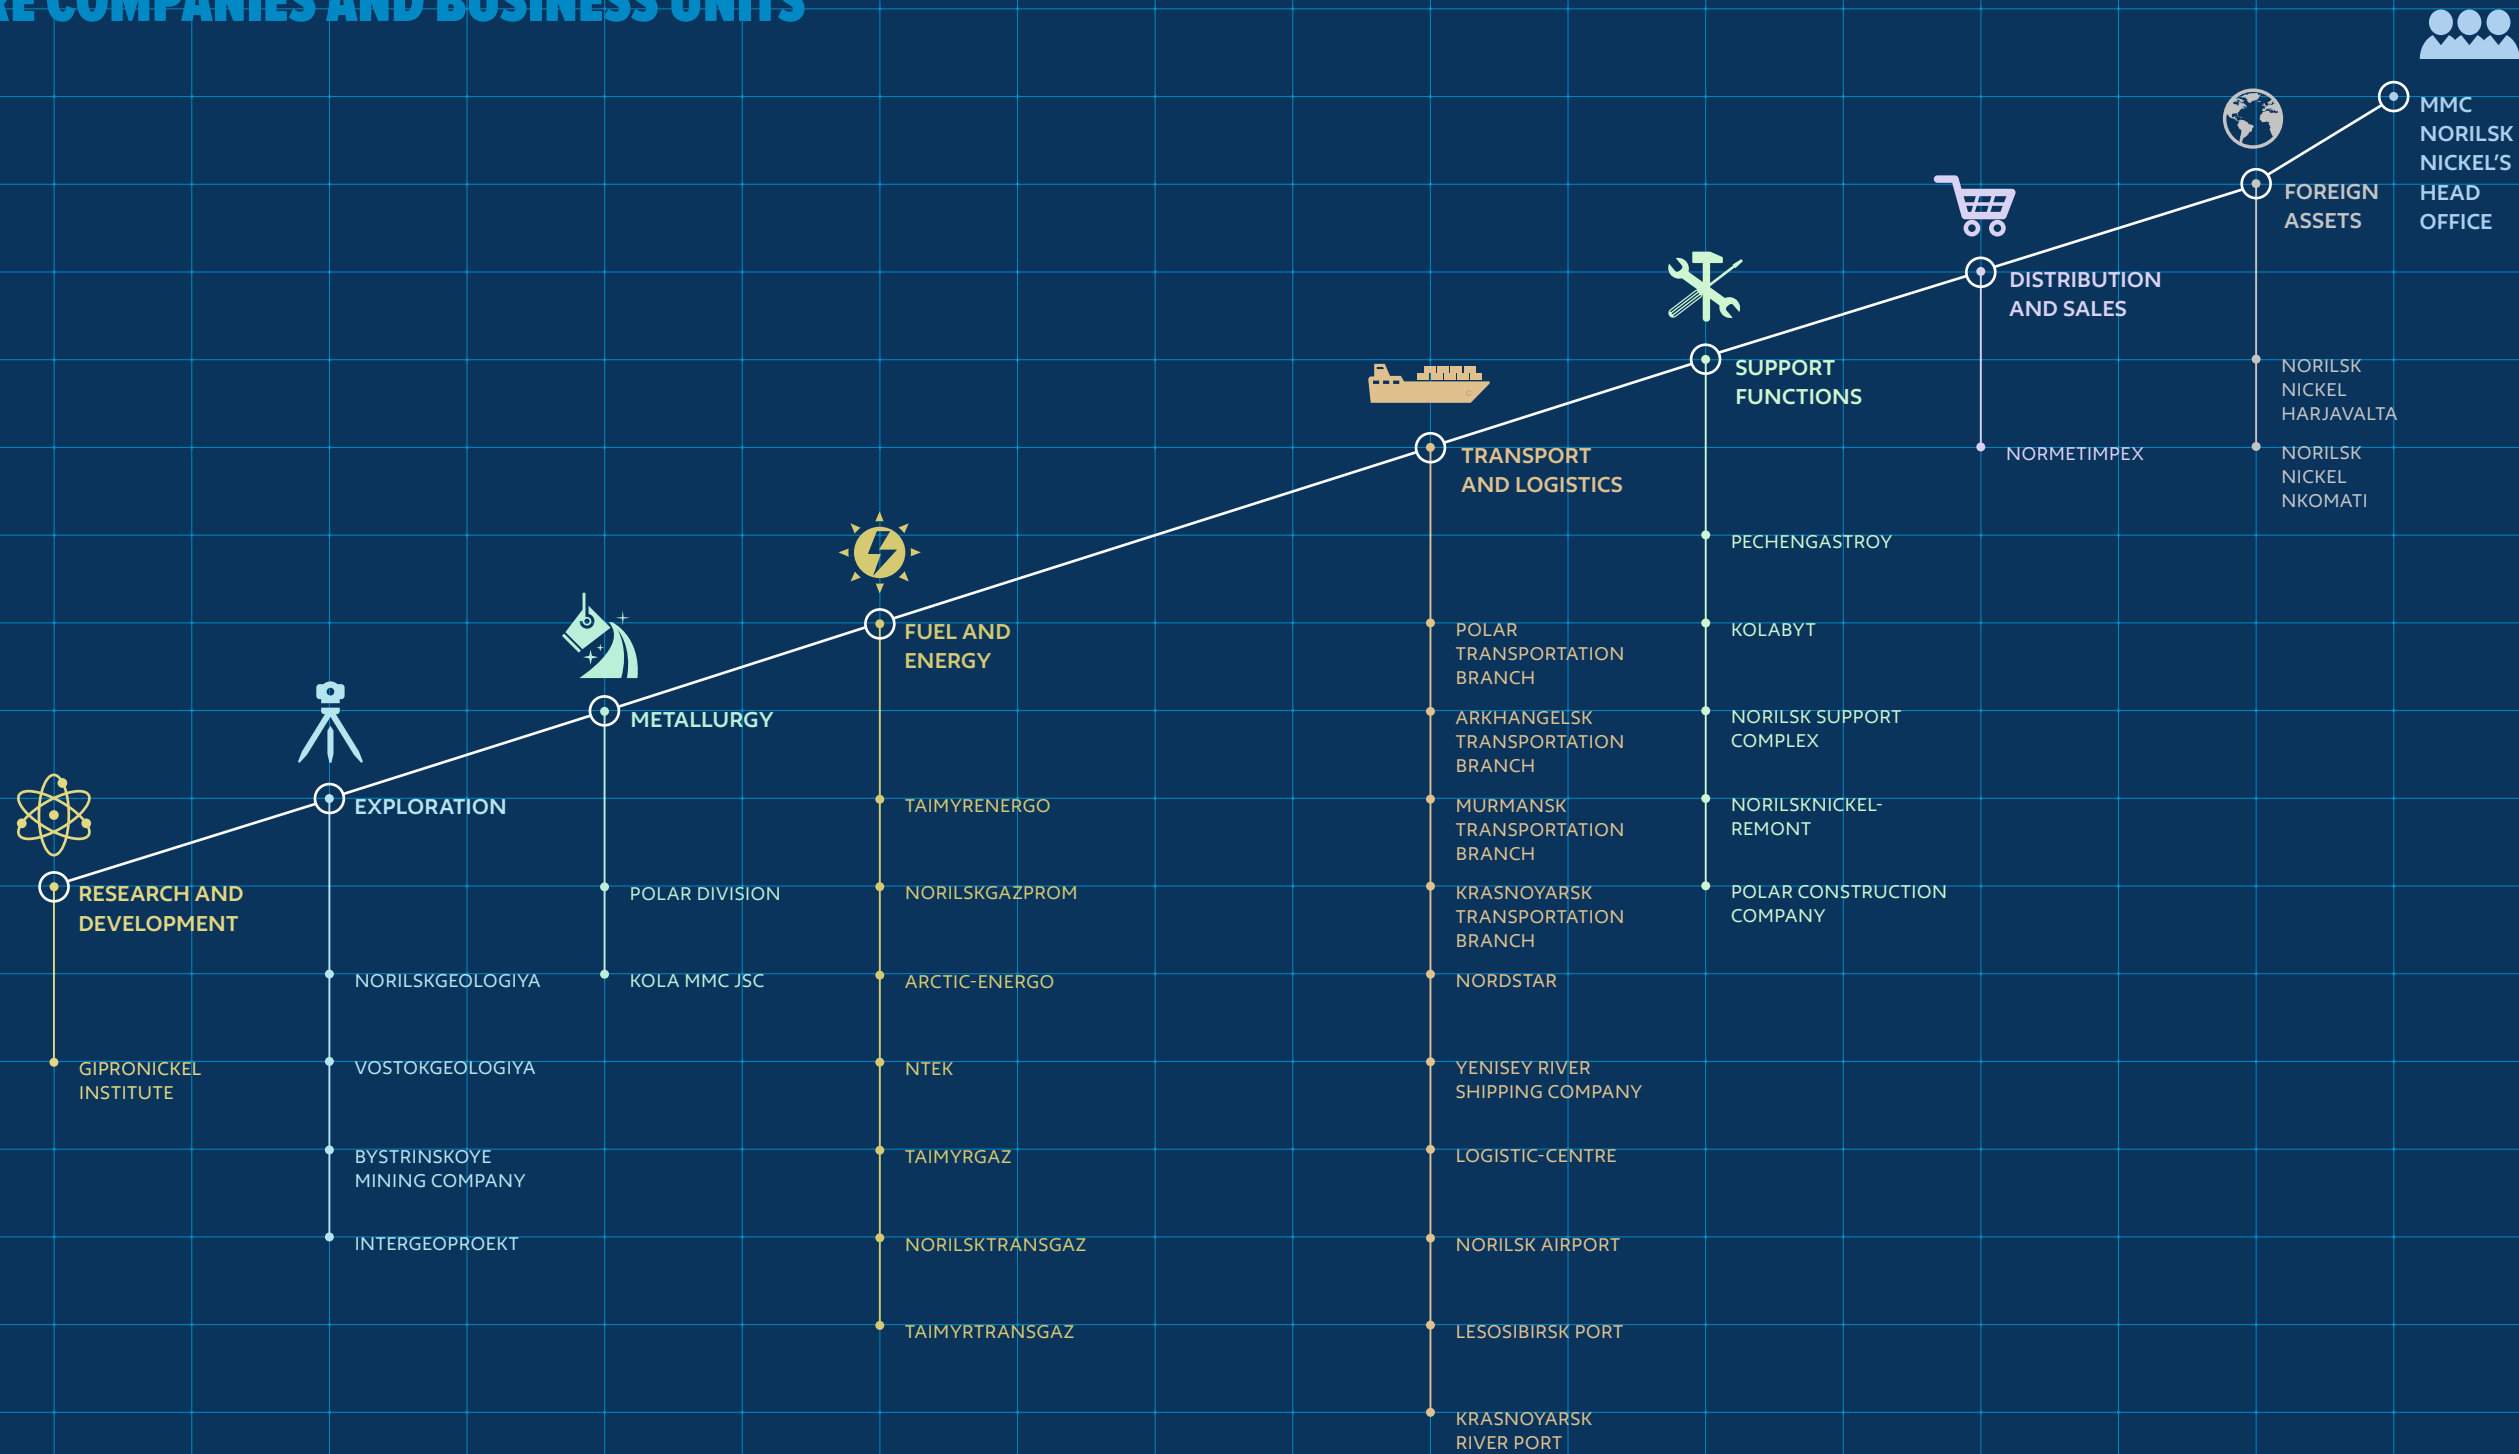 COMPANIES AND BUSINESS UNITS
MMC
NORILSK
NICKEL'S
HEAD
OFFICE
FOREIGN
ASSETS
NORILSK
NICKEL
HARJAVALTA
NORILSK
NICKEL
NKOMATI
DISTRIBUTION
AND SALES
NORMETIMPEX
SUPPORT
FUNCTIONS
PECHENGASTROY
KOLABYT
NORILSK SUPPORT
COMPLEX
NORILSKNICKEL-
REMONT
POLAR CONSTRUCTION
COMPANY
TRANSPORT
AND LOGISTICS
POLAR
TRANSPORTATION
BRANCH
ARKHANGELSK
TRANSPORTATION
BRANCH
MURMANSK
TRANSPORTATION
BRANCH
KRASNOYARSK
TRANSPORTATION
BRANCH
NORDSTAR
YENISEY RIVER
SHIPPING COMPANY
LOGISTIC-CENTRE
NORILSK AIRPORT
LESOSIBIRSK PORT
KRASNOYARSK
RIVER PORT
FUEL AND
ENERGY
TAIMYRENERGO
NORILSKGAZPROM
ARCTIC-ENERGO
NTEK
TAIMYRGAZ
NORILSKTRANSGAZ
TAIMYRTRANSGAZ
METALLURGY
POLAR DIVISION
KOLA MMC JSC
EXPLORATION
NORILSKGEOLOGIYA
VOSTOKGEOLOGIYA
BYSTRINSKOYE
MINING COMPANY
INTERGEOPROEKT
RESEARCH AND
DEVELOPMENT
GIPRONICKEL
INSTITUTE